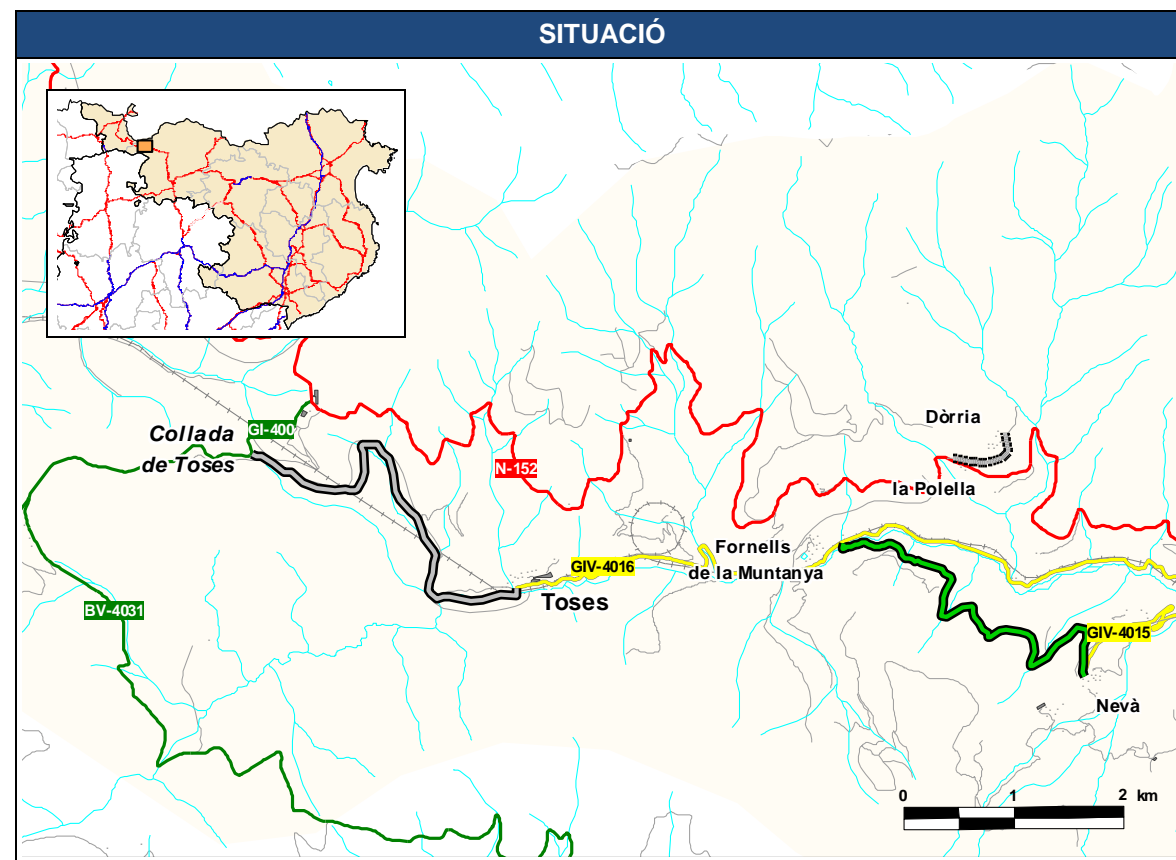 SITUACIÓ
Dòrria
Collada
de Toses
GI-400
N-152
la Polella
Fornells
de la Muntanya
GIV-4016
Toses
BV-4031
GIV-4015
Nevà
0 1 2 km